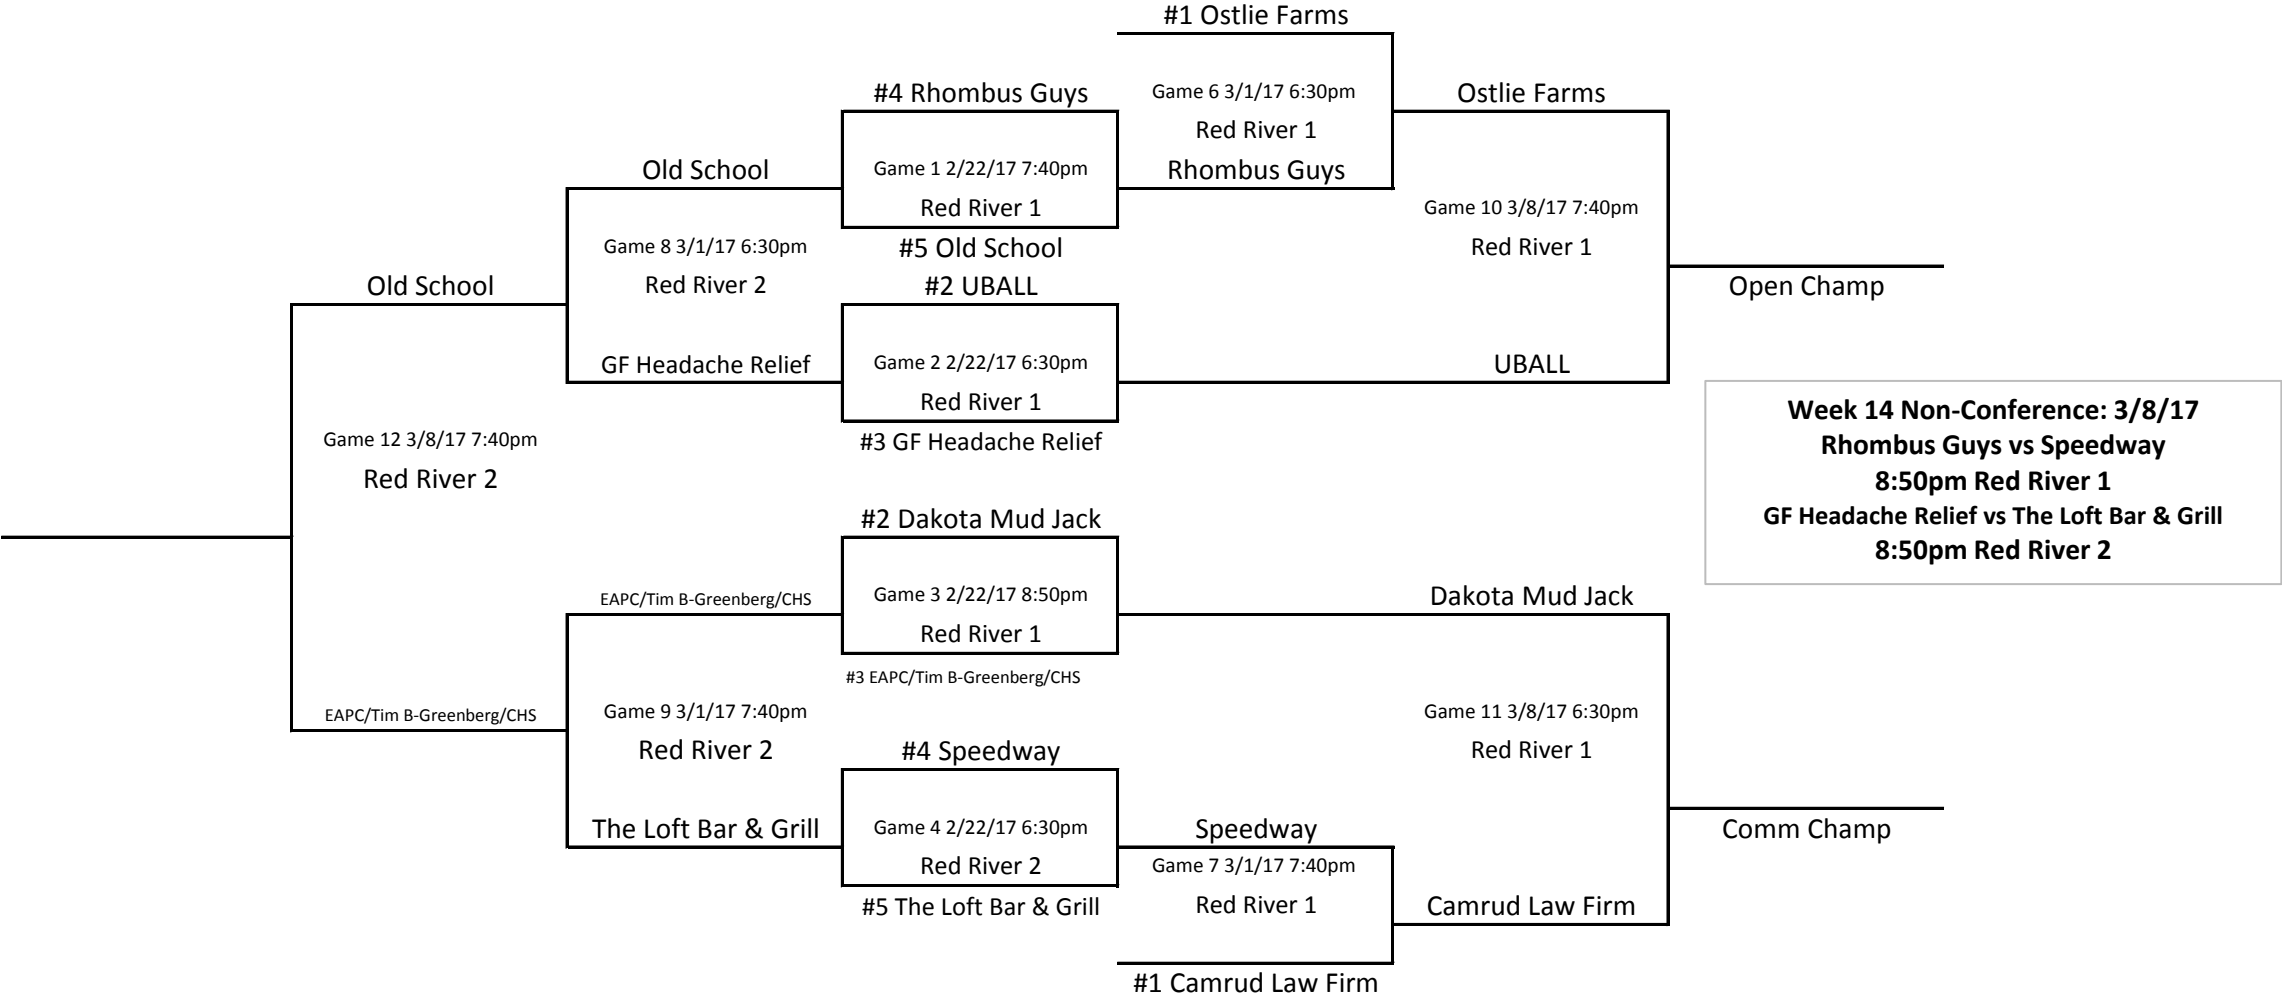 #1 Ostlie Farms
#4 Rhombus Guys
Game 6 3/1/17 6:30pm
Ostlie Farms
Red River 1
Old School
Game 1 2/22/17 7:40pm
Rhombus Guys
Red River 1
Game 10 3/8/17 7:40pm
Game 8 3/1/17 6:30pm
#5 Old School
Red River 1
Old School
Red River 2
#2 UBALL
Open Champ
GF Headache Relief
Game 2 2/22/17 6:30pm
UBALL
Red River 1
Week 14 Non-Conference: 3/8/17
Rhombus Guys vs Speedway
8:50pm Red River 1
GF Headache Relief vs The Loft Bar & Grill
8:50pm Red River 2
Game 12 3/8/17 7:40pm
#3 GF Headache Relief
Red River 2
#2 Dakota Mud Jack
EAPC/Tim B-Greenberg/CHS
Game 3 2/22/17 8:50pm
Dakota Mud Jack
Red River 1
#3 EAPC/Tim B-Greenberg/CHS
EAPC/Tim B-Greenberg/CHS
Game 9 3/1/17 7:40pm
Game 11 3/8/17 6:30pm
Red River 2
#4 Speedway
Red River 1
The Loft Bar & Grill
Game 4 2/22/17 6:30pm
Speedway
Comm Champ
Red River 2
Game 7 3/1/17 7:40pm
#5 The Loft Bar & Grill
Red River 1
Camrud Law Firm
#1 Camrud Law Firm